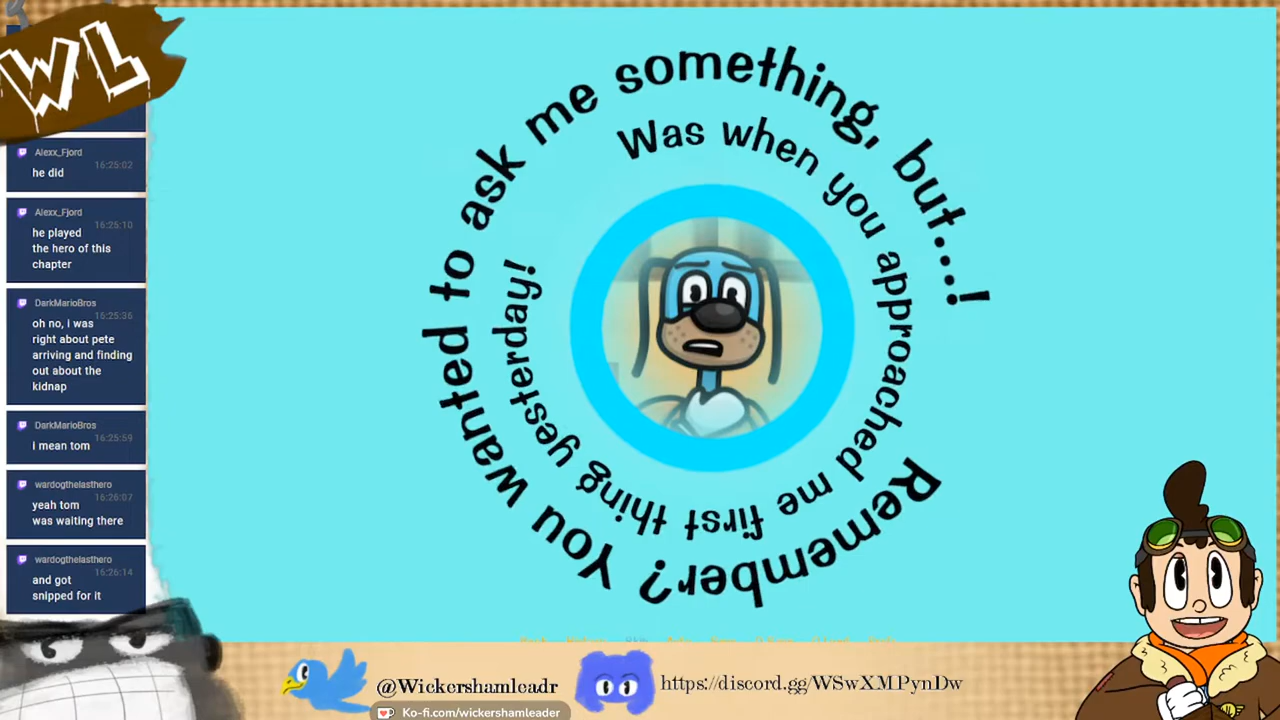 WL
Alexx_Fjord
16:25:02
he did
Alexx_Fjord
16:25:10
he played
the hero of this
chapter
DarkMarioBros
16:25:36
oh no, i was
right about pete
arriving and finding
out about the
kidnap
DarkMarioBros
16:25:59
i mean tom
wardogthelasthero
16:26:07
yeah tom
was waiting there
wardogthelasthero
16:26:14
and got
snipped for it
Was when you approached me first thing yesterday!
Remember? You wanted to ask me something, but...!
@Wickershamleadr
https://discord.gg/WSwXMPynDw
Ko-fi.com/wickershamleader